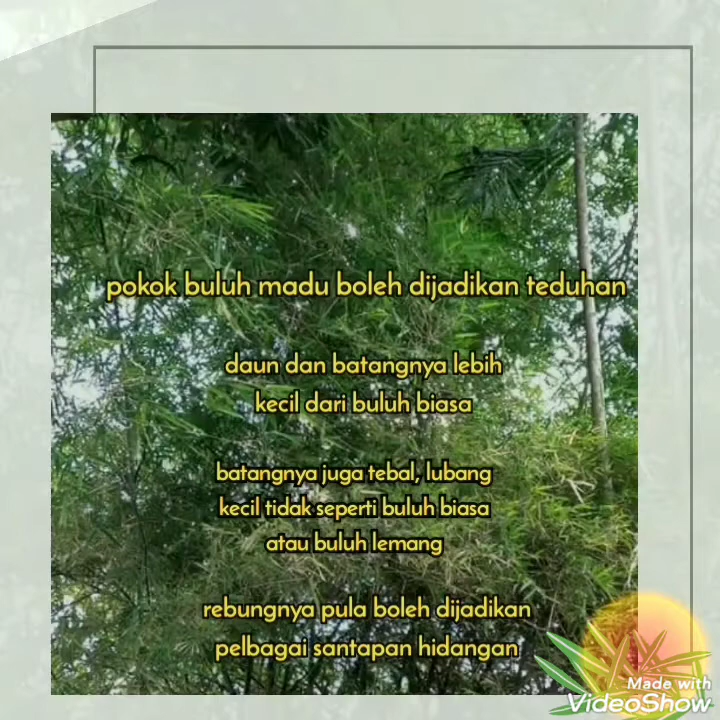 pokok buluh madu boleh dijadikan teduhan
daun dan batangnya lebih
kecil dari buluh biasa
batangnya juga tebal, lubang
kecil tidak seperti buluh biasa
atau buluh lemang
rebungnya pula boleh dijadikan
pelbagai santapan hidangan
Made with
VideoShow